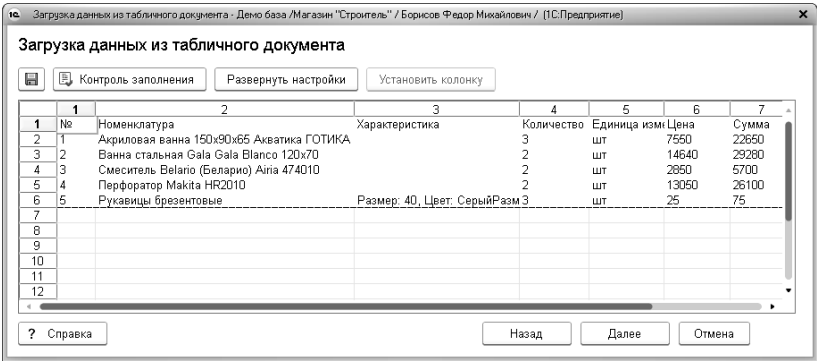 1С Загрузка данных из табличного документа - Демо база /Магазин "Строитель" / Борисов Федор Михайлович / (1С:Предприятие)
Загрузка данных из табличного документа
Контроль заполнения Развернуть настройки Установить колонку
1 2 3 4 5 6 7
1 № Номенклатура Характеристика Количество Единица изме Цена Сумма
2 1 Акриловая ванна 150x90x65 Акватика ГОТИКА 3 шт 7550 22650
3 2 Ванна стальная Gala Gala Blanco 120x70 2 шт 14640 29280
4 3 Смеситель Belario (Беларио) Airia 474010 2 шт 2850 5700
5 4 Перфоратор Makita HR2010 2 шт 13050 26100
6 5 Рукавицы брезентовые Размер: 40, Цвет: СерыйРазм 3 шт 25 75
7
8
9
10
11
12
? Справка Назад Далее Отмена